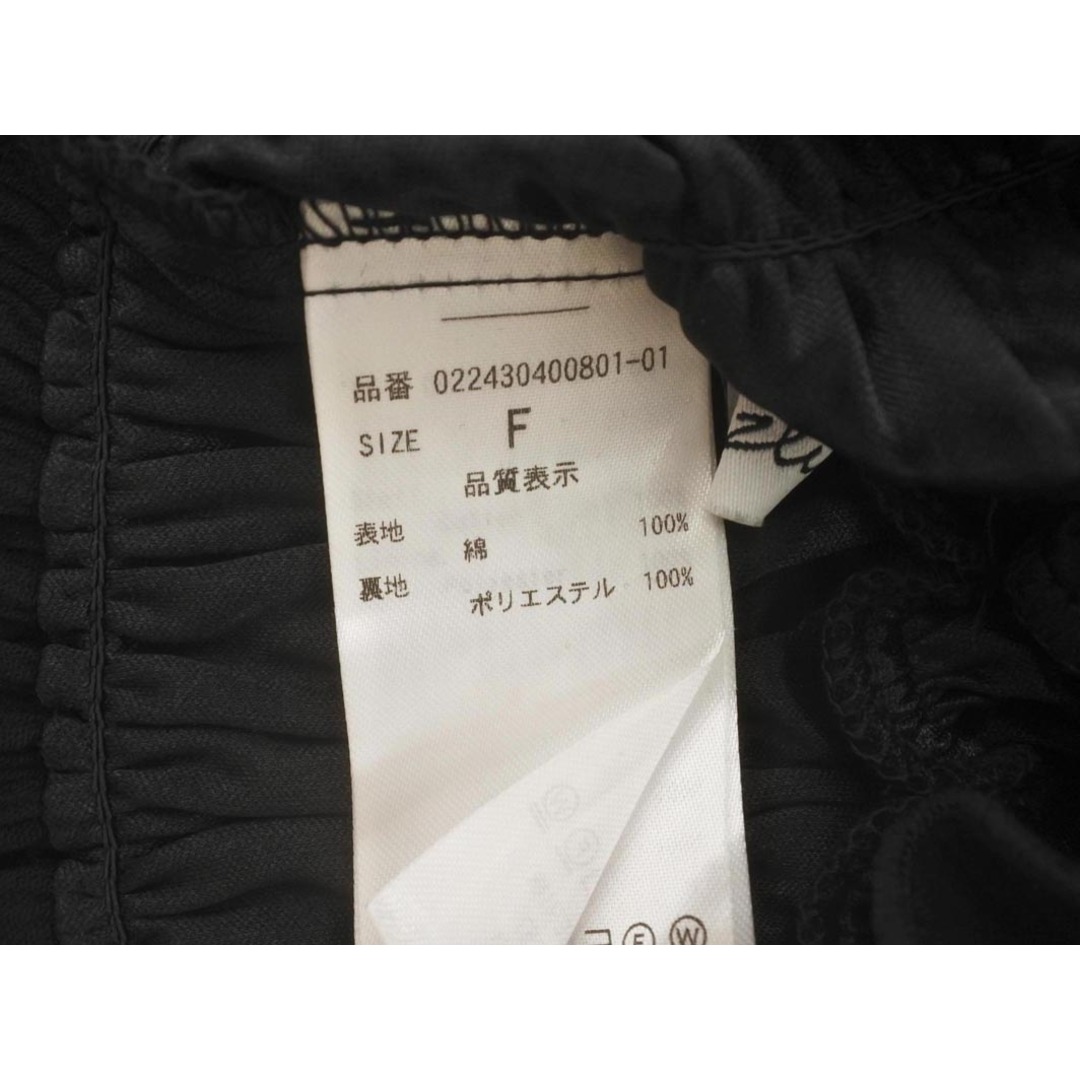 品番 022430400801-01
SIZE F
品質表示
表地 綿 100%
裏地 ポリエステル 100%
F W